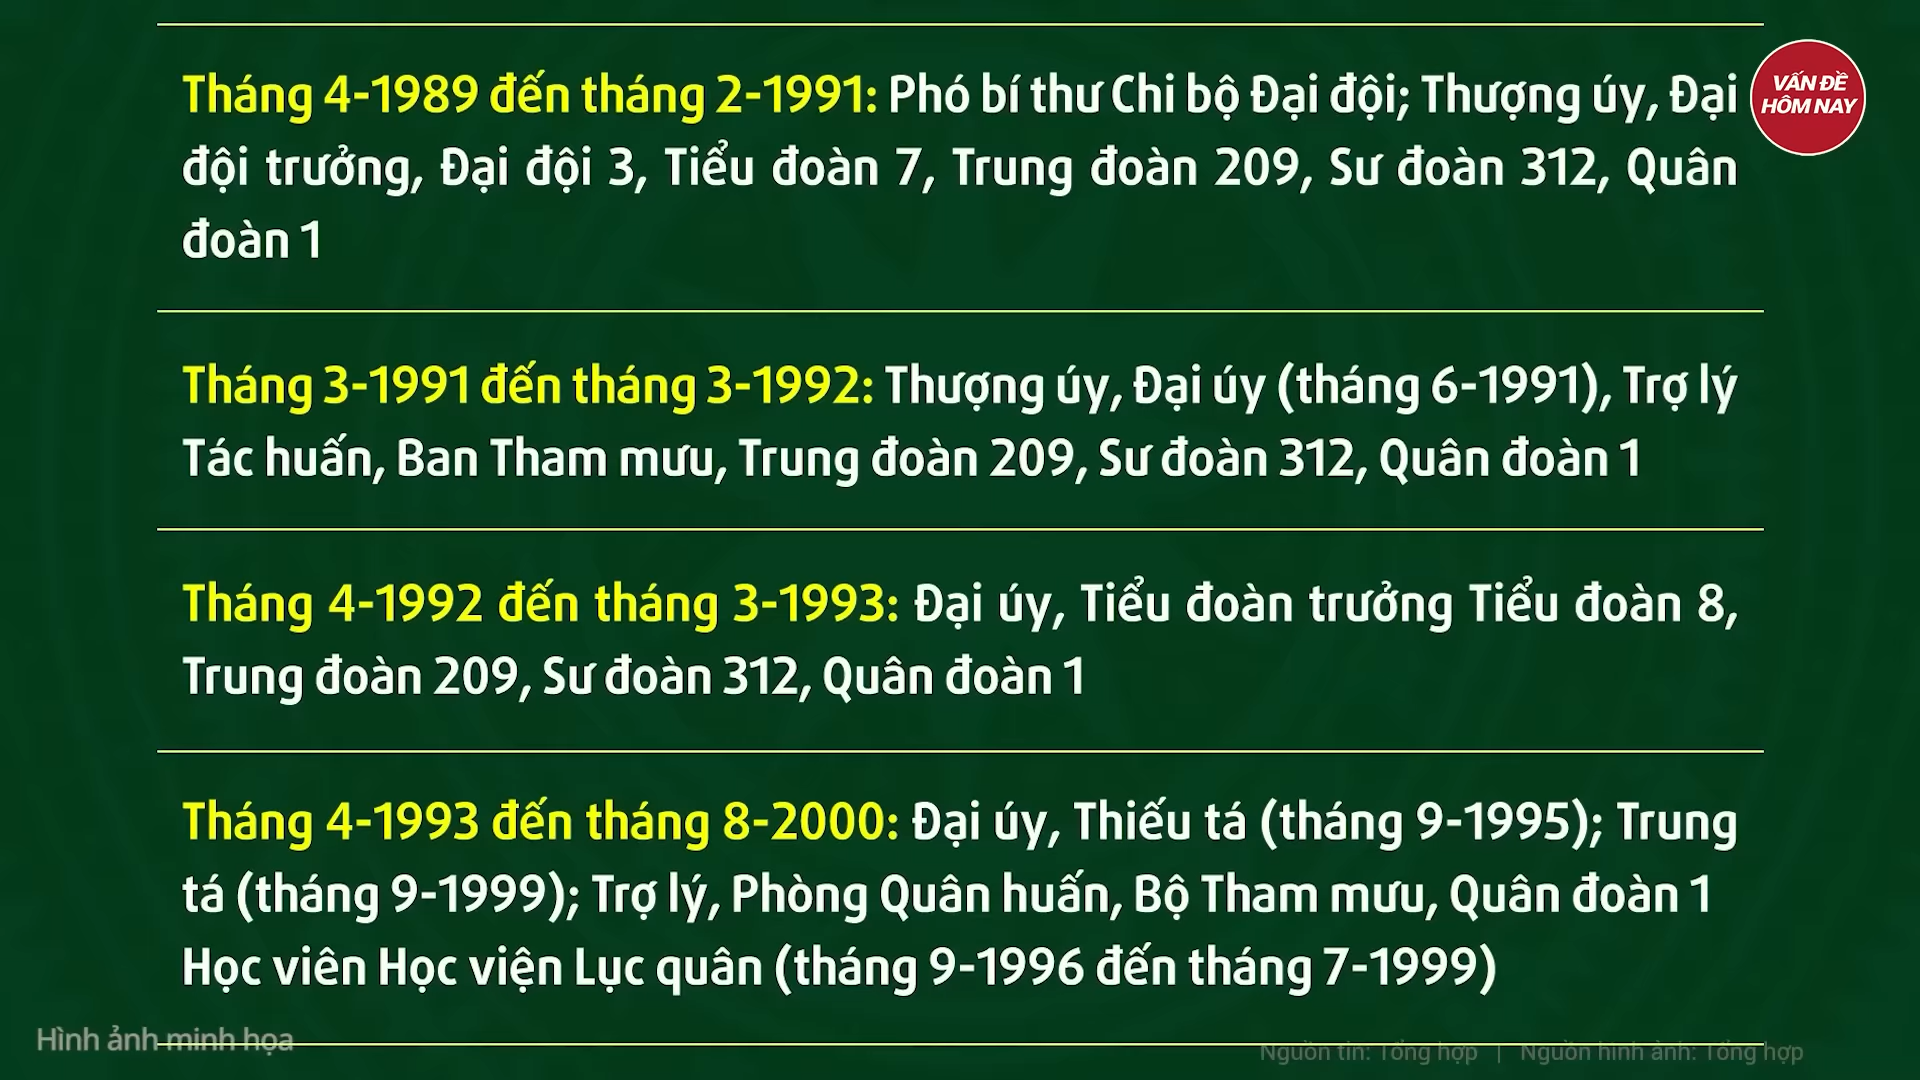 Tháng 4-1989 đến tháng 2-1991: Phó bí thư Chi bộ Đại đội; Thượng úy, Đại
đội trưởng, Đại đội 3, Tiểu đoàn 7, Trung đoàn 209, Sư đoàn 312, Quân
đoàn 1
VẤN ĐỀ
HÔM NAY
Tháng 3-1991 đến tháng 3-1992: Thượng úy, Đại úy (tháng 6-1991), Trợ lý
Tác huấn, Ban Tham mưu, Trung đoàn 209, Sư đoàn 312, Quân đoàn 1
Tháng 4-1992 đến tháng 3-1993: Đại úy, Tiểu đoàn trưởng Tiểu đoàn 8,
Trung đoàn 209, Sư đoàn 312, Quân đoàn 1
Tháng 4-1993 đến tháng 8-2000: Đại úy, Thiếu tá (tháng 9-1995); Trung
tá (tháng 9-1999); Trợ lý, Phòng Quân huấn, Bộ Tham mưu, Quân đoàn 1
Học viên Học viện Lục quân (tháng 9-1996 đến tháng 7-1999)
Hình ảnh minh họa
Nguồn tin: Tổng hợp | Nguồn hình ảnh: Tổng hợp